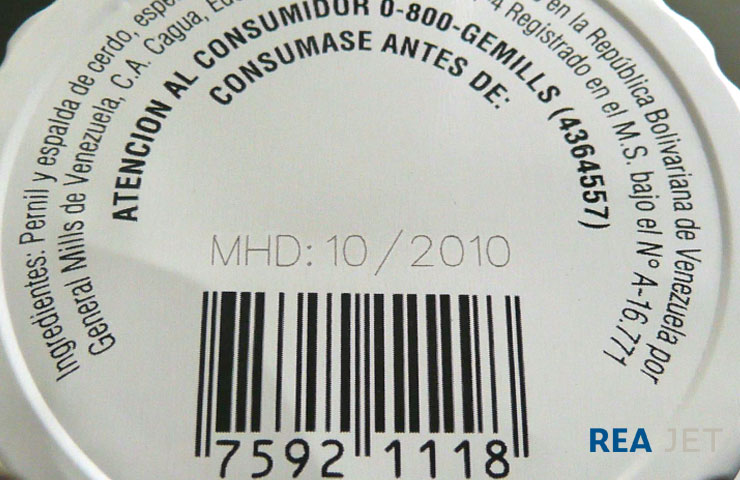 Ingredientes: Pernil y espalda de cerdo,
en la República Bolivariana de Venezuela por
General Mills de Venezuela, C.A. Cagua,
4 Registrado en el M.S. bajo el N° A-16.771
ATENCION AL CONSUMIDOR 0-800-GEMILLS (4364557)
CONSUMASE ANTES DE:
MHD: 10/2010
7592 1118
REA JET